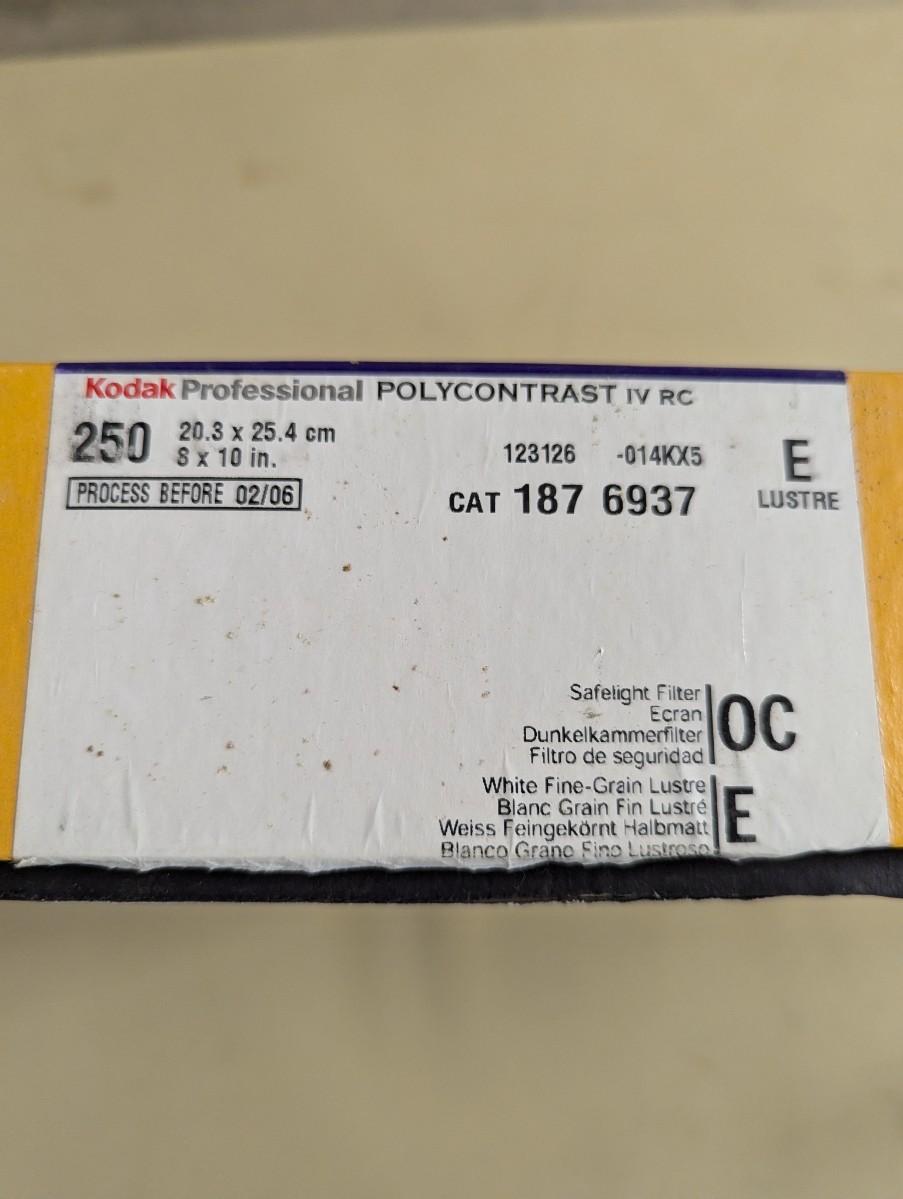 Kodak Professional POLYCONTRAST IV RC
250 20.3 x 25.4 cm
8 x 10 in.
PROCESS BEFORE 02/06
123126 -014KX5
CAT 187 6937
E
LUSTRE
Safelight Filter
Ecran
Dunkelkammerfilter
Filtro de seguridad
OC
White Fine-Grain Lustre
Blanc Grain Fin Lustré
Weiss Feingekörnt Halbmatt
Blanco Grano Fino Lustroso
E